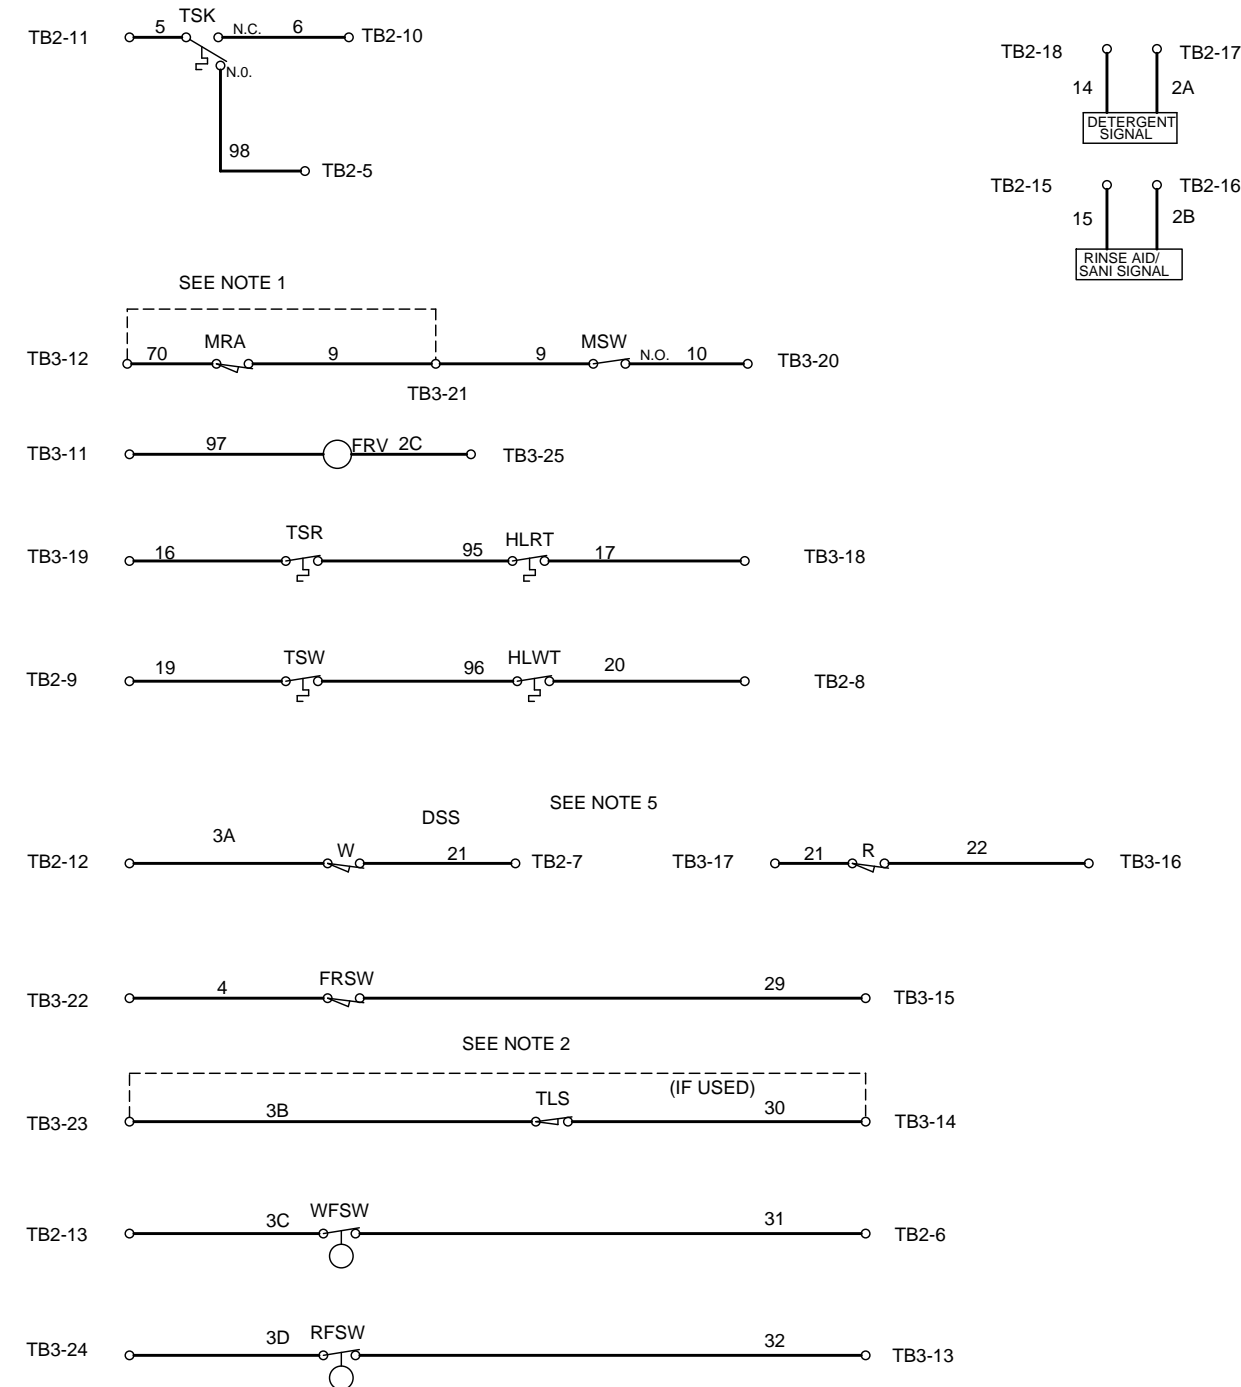 TSK
TB2-11 5 N.C. 6 TB2-10
N.O.
98
TB2-5
TB2-18 TB2-17
14 2A
DETERGENT
SIGNAL
TB2-15 TB2-16
15 2B
RINSE AID/
SANI SIGNAL
SEE NOTE 1
MRA MSW
TB3-12 70 9 9 N.O. 10 TB3-20
TB3-21
TB3-11 97 FRV 2C TB3-25
TSR HLRT
TB3-19 16 95 17 TB3-18
TSW HLWT
TB2-9 19 96 20 TB2-8
SEE NOTE 5
DSS
3A
TB2-12 W 21 TB2-7 TB3-17 21 R 22 TB3-16
FRSW
TB3-22 4 29 TB3-15
SEE NOTE 2
(IF USED)
TLS
TB3-23 3B 30 TB3-14
WFSW
TB2-13 3C 31 TB2-6
RFSW
TB3-24 3D 32 TB3-13